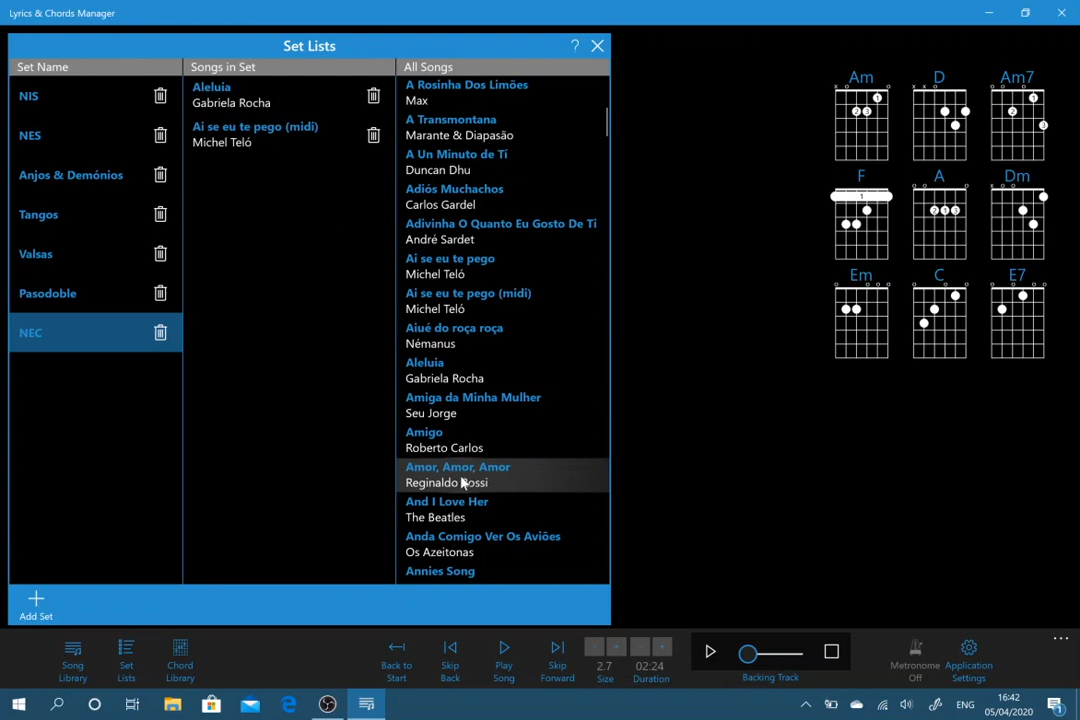 Lyrics & Chords Manager
Set Lists
?
Set Name
Songs in Set
All Songs
NIS
NES
Anjos & Demónios
Tangos
Valsas
Pasodoble
NEC
Aleluia
Gabriela Rocha
Ai se eu te pego (midi)
Michel Teló
A Rosinha Dos Limões
Max
A Transmontana
Marante & Diapasão
A Un Minuto de Tí
Duncan Dhu
Adiós Muchachos
Carlos Gardel
Adivinha O Quanto Eu Gosto De Ti
André Sardet
Ai se eu te pego
Michel Teló
Ai se eu te pego (midi)
Michel Teló
Aiué do roça roça
Némanus
Aleluia
Gabriela Rocha
Amiga da Minha Mulher
Seu Jorge
Amigo
Roberto Carlos
Amor, Amor, Amor
Reginaldo Rossi
And I Love Her
The Beatles
Anda Comigo Ver Os Aviões
Os Azeitonas
Annies Song
Add Set
Am D Am7
F A Dm
Em C E7
Song Library
Set Lists
Chord Library
Back to Start
Skip Back
Play Song
Skip Forward
2.7
Size
02:24
Duration
Backing Track
Metronome Off
Application Settings
ENG
16:42
05/04/2020